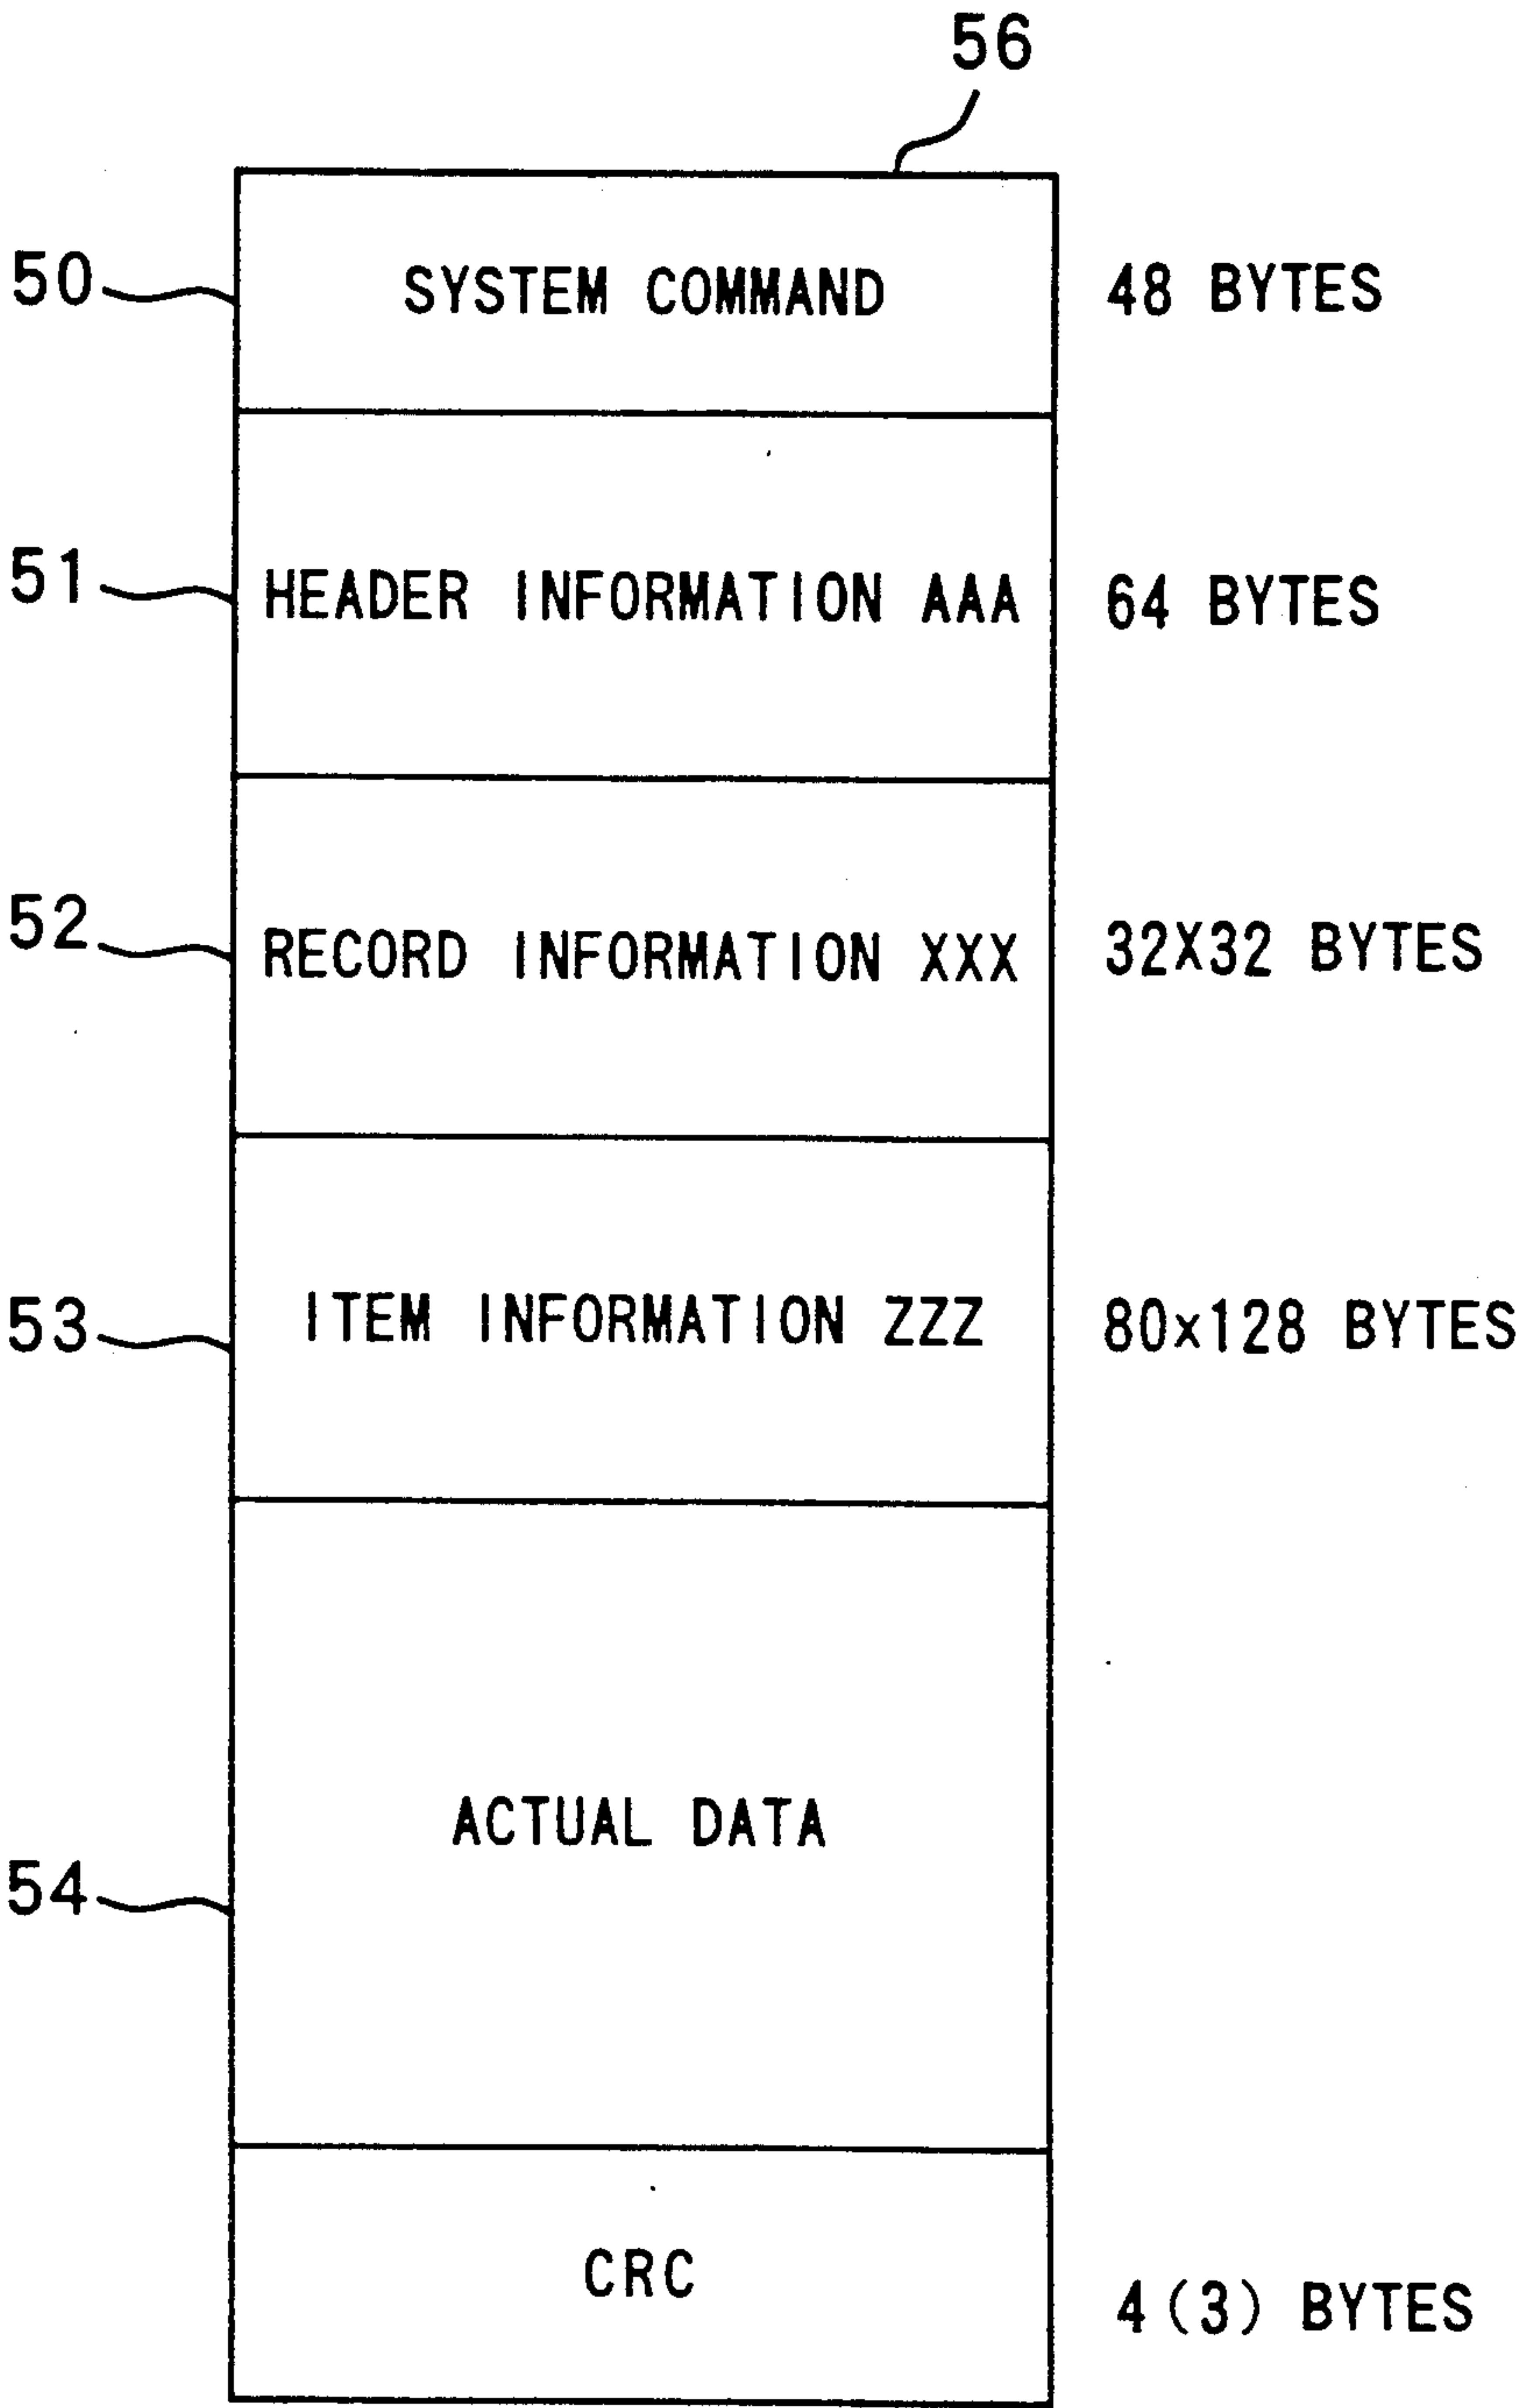 56
50 SYSTEM COMMAND 48 BYTES
51 HEADER INFORMATION AAA 64 BYTES
52 RECORD INFORMATION XXX 32X32 BYTES
53 ITEM INFORMATION ZZZ 80x128 BYTES
ACTUAL DATA
54
CRC
4(3) BYTES